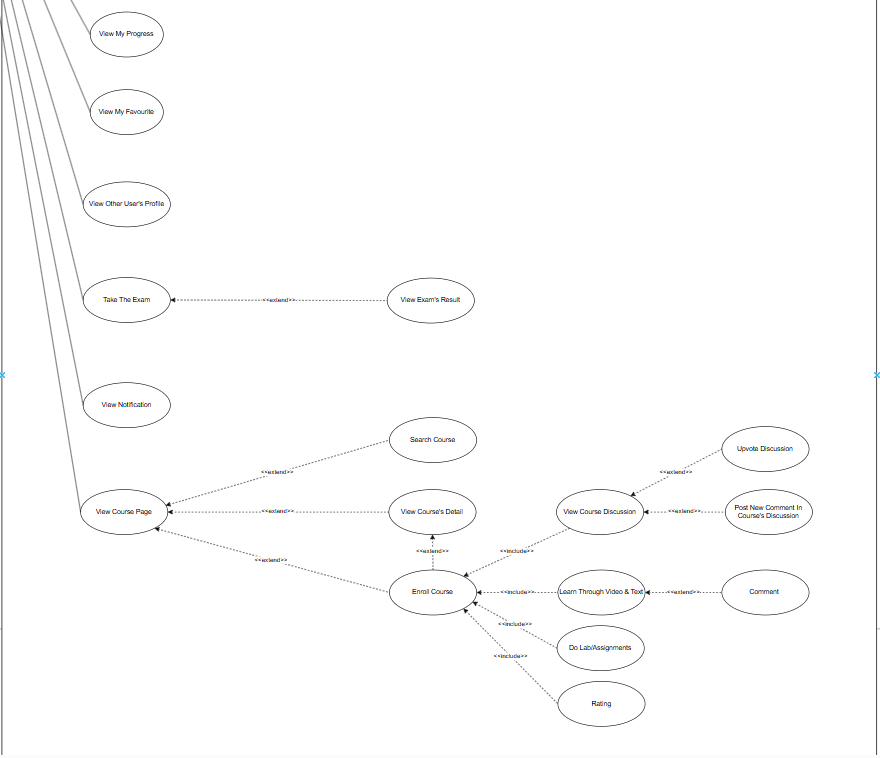 View My Progress
View My Favourite
View Other User's Profile
Take The Exam
<<extend>>
View Exam's Result
View Notification
Search Course
<<extend>>
Upvote Discussion
<<extend>>
View Course Page
<<extend>>
View Course's Detail
View Course Discussion
<<extend>>
Post New Comment In
Course's Discussion
<<extend>>
<<extend>>
<<include>>
Enroll Course
<<include>>
Learn Through Video & Text
<<extend>>
Comment
<<include>>
Do Lab/Assignments
<<include>>
Rating